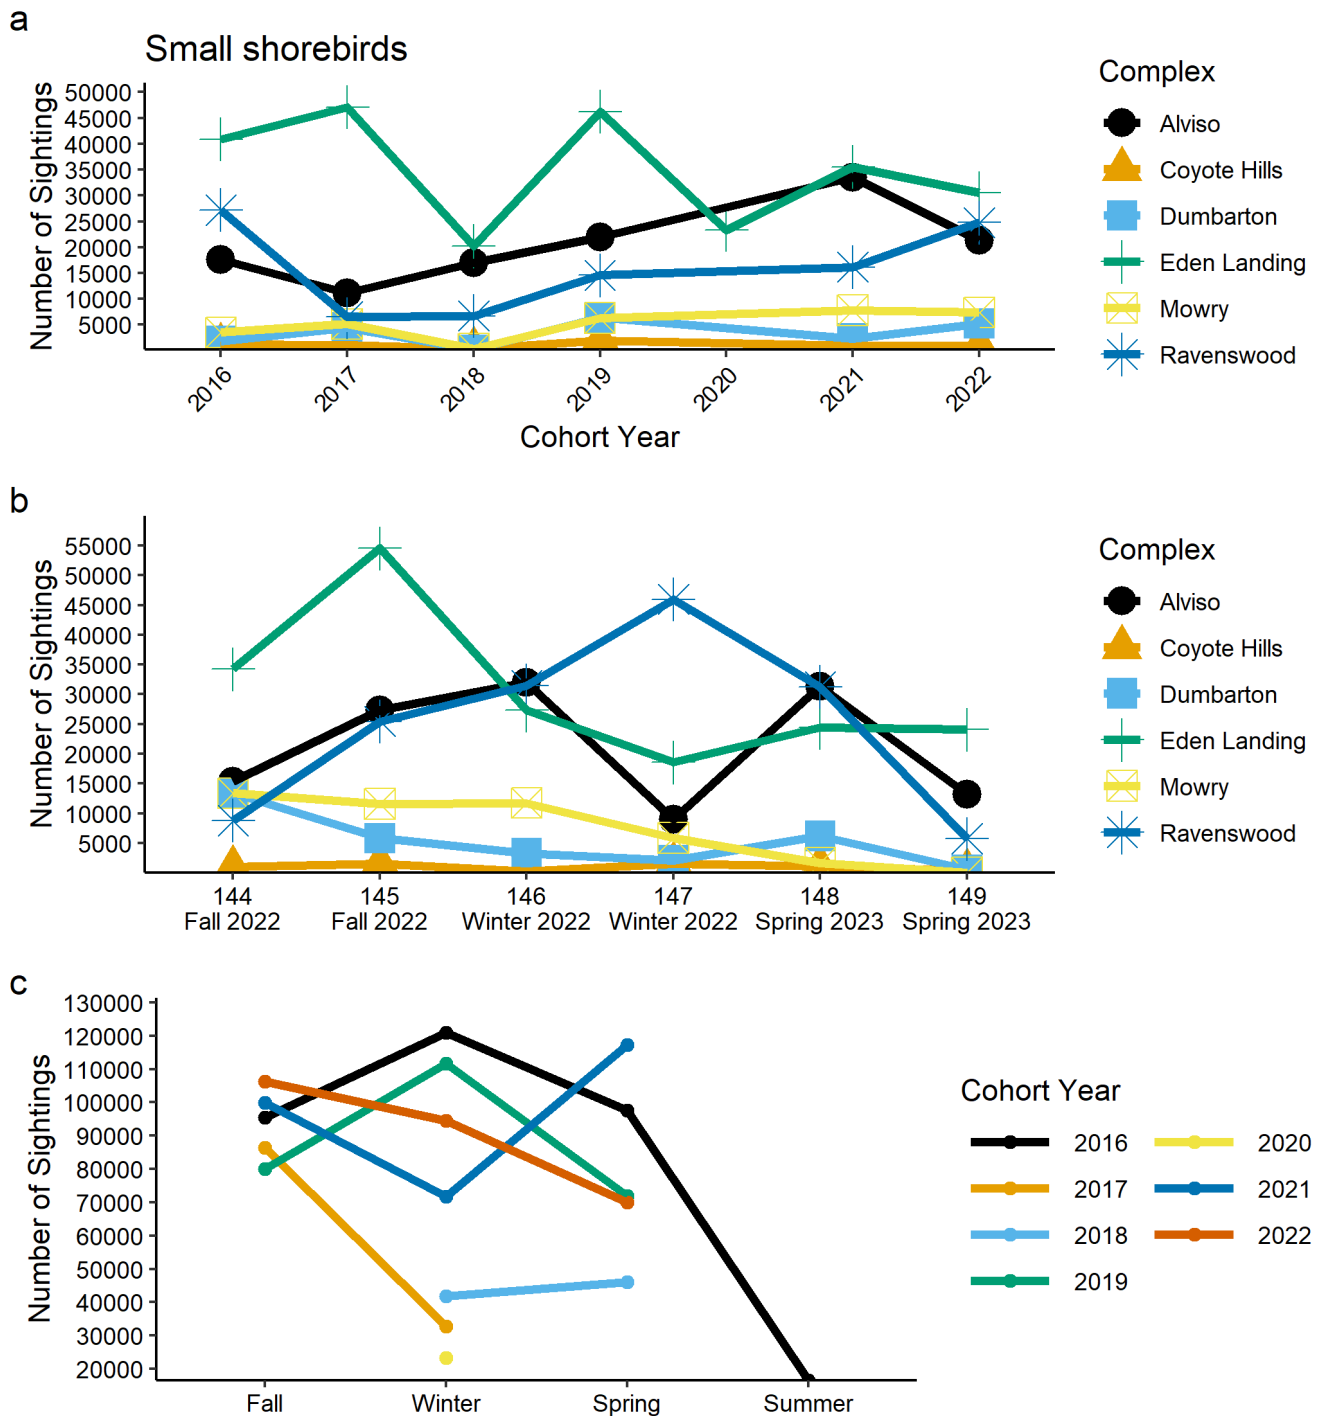 a
Small shorebirds
Number of Sightings
50000
45000
40000
35000
30000
25000
20000
15000
10000
5000
2016
2017
2018
2019
2020
2021
2022
Cohort Year
Complex
Alviso
Coyote Hills
Dumbarton
Eden Landing
Mowry
Ravenswood
b
Number of Sightings
55000
50000
45000
40000
35000
30000
25000
20000
15000
10000
5000
144
Fall 2022
145
Fall 2022
146
Winter 2022
147
Winter 2022
148
Spring 2023
149
Spring 2023
Complex
Alviso
Coyote Hills
Dumbarton
Eden Landing
Mowry
Ravenswood
c
Number of Sightings
130000
120000
110000
100000
90000
80000
70000
60000
50000
40000
30000
20000
Fall
Winter
Spring
Summer
Cohort Year
2016
2017
2018
2019
2020
2021
2022